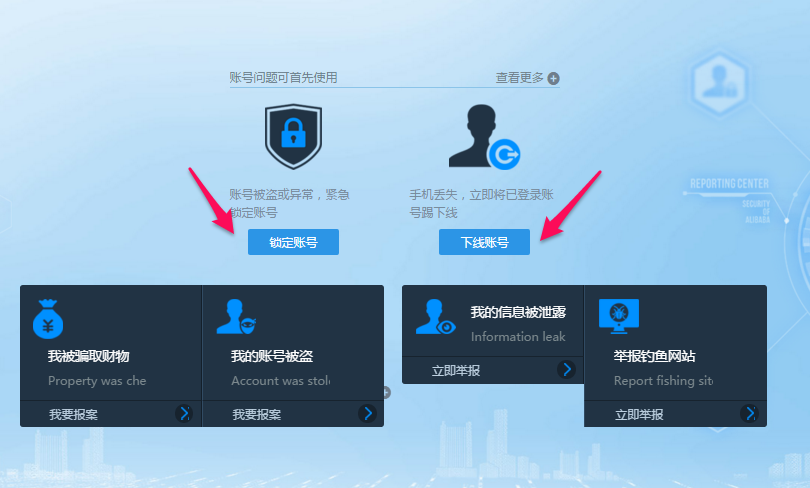 账号问题可首先使用
查看更多
账号被盗或异常，紧急
锁定账号
手机丢失，立即将已登录账
号踢下线
锁定账号
下线账号
REPORTING CENTER
SECURITY
OF
ALIBABA
我被骗取财物
Property was che
我要报案
我的账号被盗
Account was stol
我要报案
我的信息被泄露
Information leak
立即举报
举报钓鱼网站
Report fishing sit
立即举报